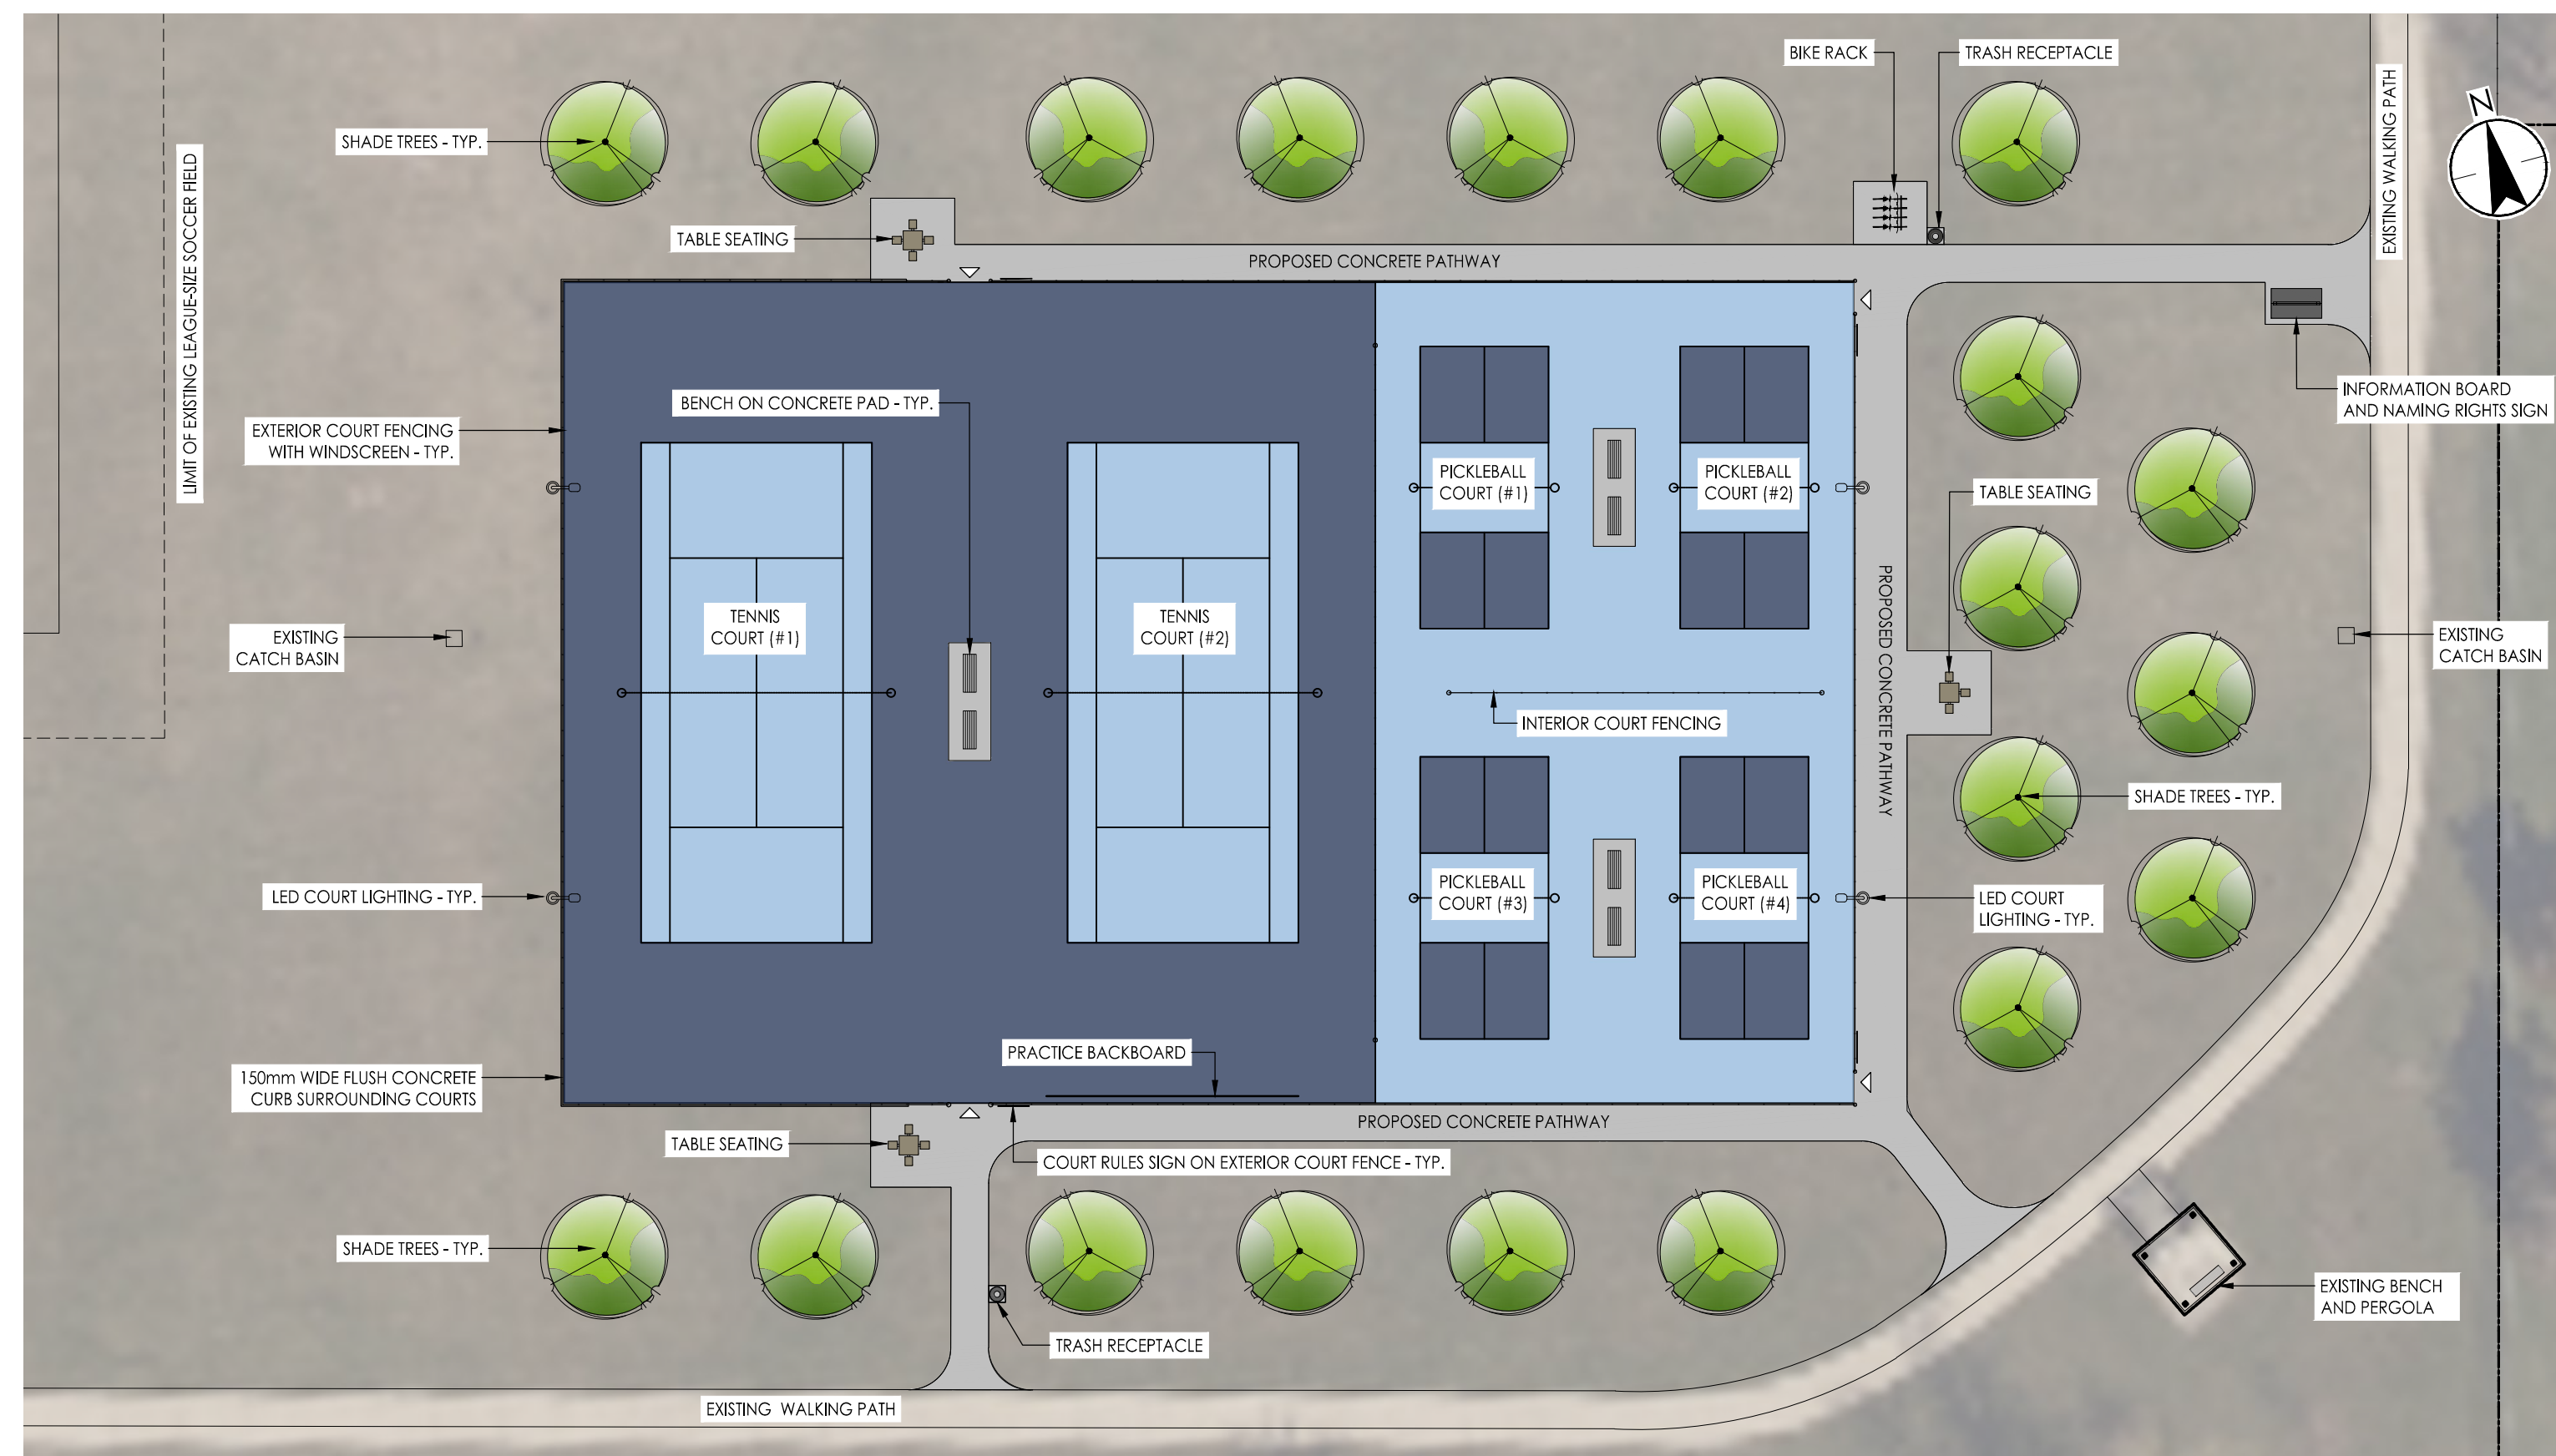 BIKE RACK
TRASH RECEPTACLE
N
SHADE TREES - TYP.
EXISTING WALKING PATH
LIMIT OF EXISTING LEAGUE-SIZE SOCCER FIELD
TABLE SEATING
PROPOSED CONCRETE PATHWAY
INFORMATION BOARD
AND NAMING RIGHTS SIGN
BENCH ON CONCRETE PAD - TYP.
EXTERIOR COURT FENCING
WITH WINDSCREEN - TYP.
PICKLEBALL
COURT (#1)
PICKLEBALL
COURT (#2)
TABLE SEATING
TENNIS
COURT (#1)
TENNIS
COURT (#2)
EXISTING
CATCH BASIN
EXISTING
CATCH BASIN
PROPOSED CONCRETE PATHWAY
INTERIOR COURT FENCING
SHADE TREES - TYP.
LED COURT LIGHTING - TYP.
PICKLEBALL
COURT (#3)
PICKLEBALL
COURT (#4)
LED COURT
LIGHTING - TYP.
PRACTICE BACKBOARD
150mm WIDE FLUSH CONCRETE
CURB SURROUNDING COURTS
PROPOSED CONCRETE PATHWAY
TABLE SEATING
COURT RULES SIGN ON EXTERIOR COURT FENCE - TYP.
SHADE TREES - TYP.
EXISTING BENCH
AND PERGOLA
TRASH RECEPTACLE
EXISTING WALKING PATH